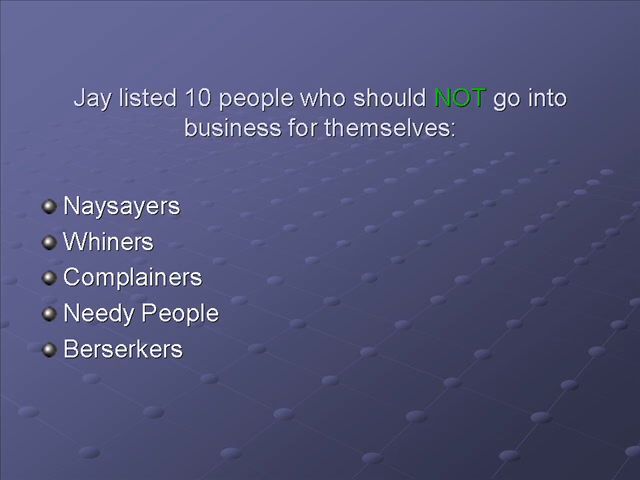 Jay listed 10 people who should NOT go into
business for themselves:
Naysayers
Whiners
Complainers
Needy People
Berserkers